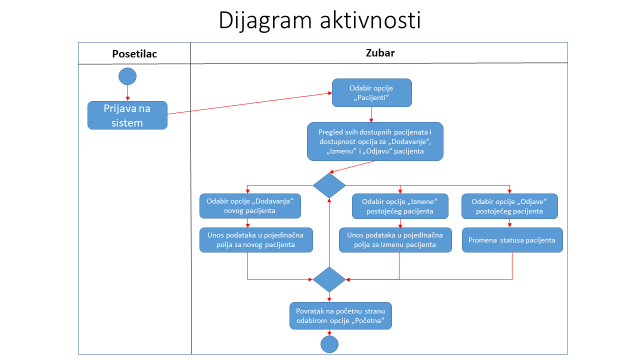 Dijagram aktivnosti
Posetilac
Zubar
Prijava na
sistem
Odabir opcije
„Pacijenti“
Pregled svih dostupnih pacijenata i
dostupnost opcija za „Dodavanje“,
„Izmenu“ i „Odjavu“ pacijenta
Odabir opcije „Dodavanja“
novog pacijenta
Odabir opcije „Izmene“
postojećeg pacijenta
Odabir opcije „Odjave“
postojećeg pacijenta
Unos podataka u pojedinačna
polja za novog pacijenta
Unos podataka u pojedinačna
polja za izmenu pacijenta
Promena statusa pacijenta
Povratak na početnu stranu
odabirom opcije „Početna“